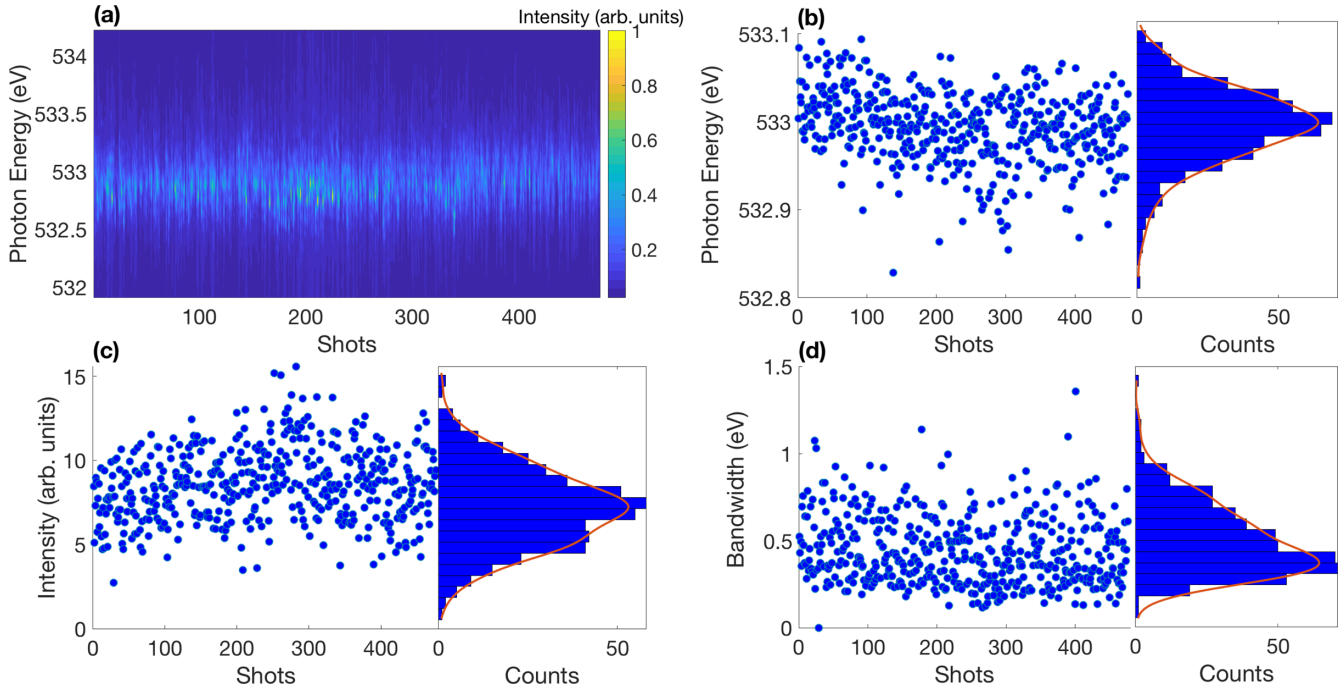 (a)
Intensity (arb. units)
Photon Energy (eV)
534
533.5
533
532.5
532
1
0.8
0.6
0.4
0.2
100
200
300
400
Shots
(b)
Photon Energy (eV)
533.1
533
532.9
532.8
0
100
200
300
400
0
50
Shots
Counts
(c)
Intensity (arb. units)
15
10
5
0
0
100
200
300
400
0
50
Shots
Counts
(d)
Bandwidth (eV)
1.5
1
0.5
0
0
100
200
300
400
0
50
Shots
Counts